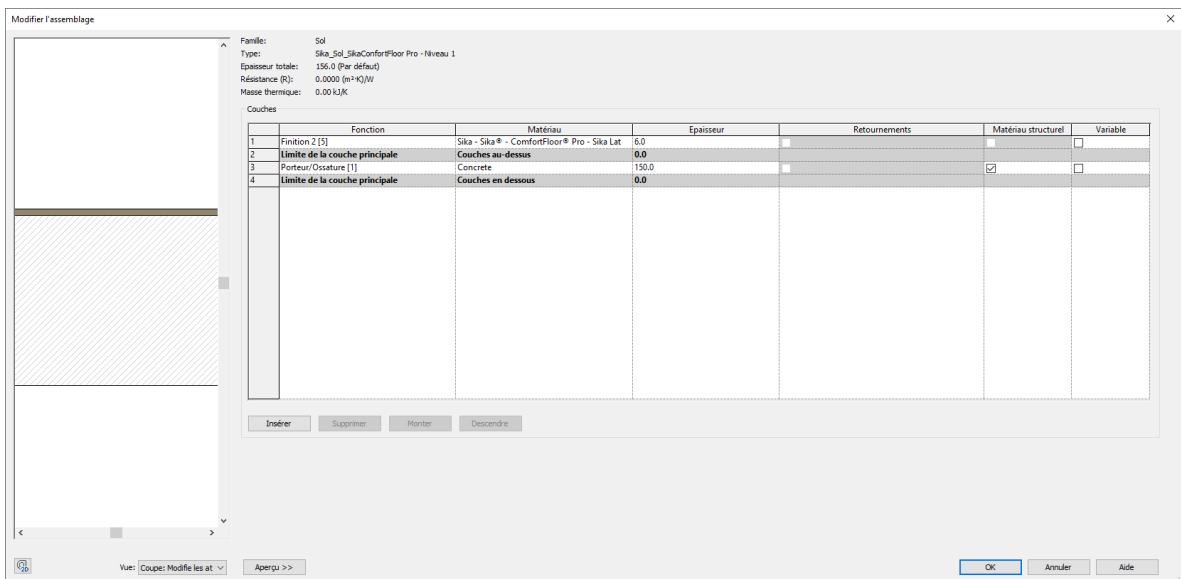 Modifier l'assemblage
Famille: Sol
Type: Sika_Sol_SikaConfortFloor Pro - Niveau 1
Epaisseur totale: 156.0 (Par défaut)
Résistance (R): 0.0000 (m²·K)/W
Masse thermique: 0.00 kJ/K
Couches
Fonction Matériau Epaisseur Retournements Matériau structurel Variable
1 Finition 2 [5] Sika - Sika® - ComfortFloor® Pro - Sika Lat 6.0
2 Limite de la couche principale Couches au-dessus 0.0
3 Porteur/Ossature [1] Concrete 150.0
4 Limite de la couche principale Couches en dessous 0.0
Insérer Supprimer Monter Descendre
Vue: Coupe: Modifie les at Aperçu >> OK Annuler Aide